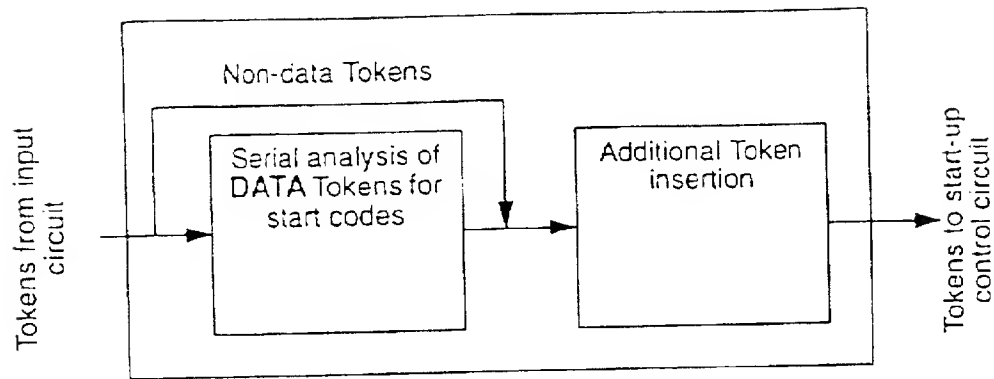 Non-data Tokens
Tokens from input
circuit
Serial analysis of
DATA Tokens for
start codes
Additional Token
insertion
Tokens to start-up
control circuit